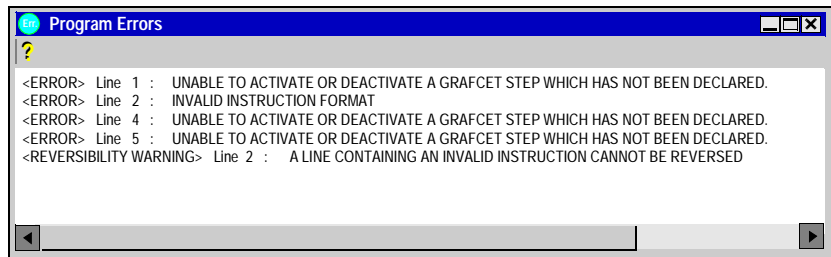 Err. Program Errors
?
<ERROR> Line 1 : UNABLE TO ACTIVATE OR DEACTIVATE A GRAFCET STEP WHICH HAS NOT BEEN DECLARED.
<ERROR> Line 2 : INVALID INSTRUCTION FORMAT
<ERROR> Line 4 : UNABLE TO ACTIVATE OR DEACTIVATE A GRAFCET STEP WHICH HAS NOT BEEN DECLARED.
<ERROR> Line 5 : UNABLE TO ACTIVATE OR DEACTIVATE A GRAFCET STEP WHICH HAS NOT BEEN DECLARED.
<REVERSIBILITY WARNING> Line 2 : A LINE CONTAINING AN INVALID INSTRUCTION CANNOT BE REVERSED